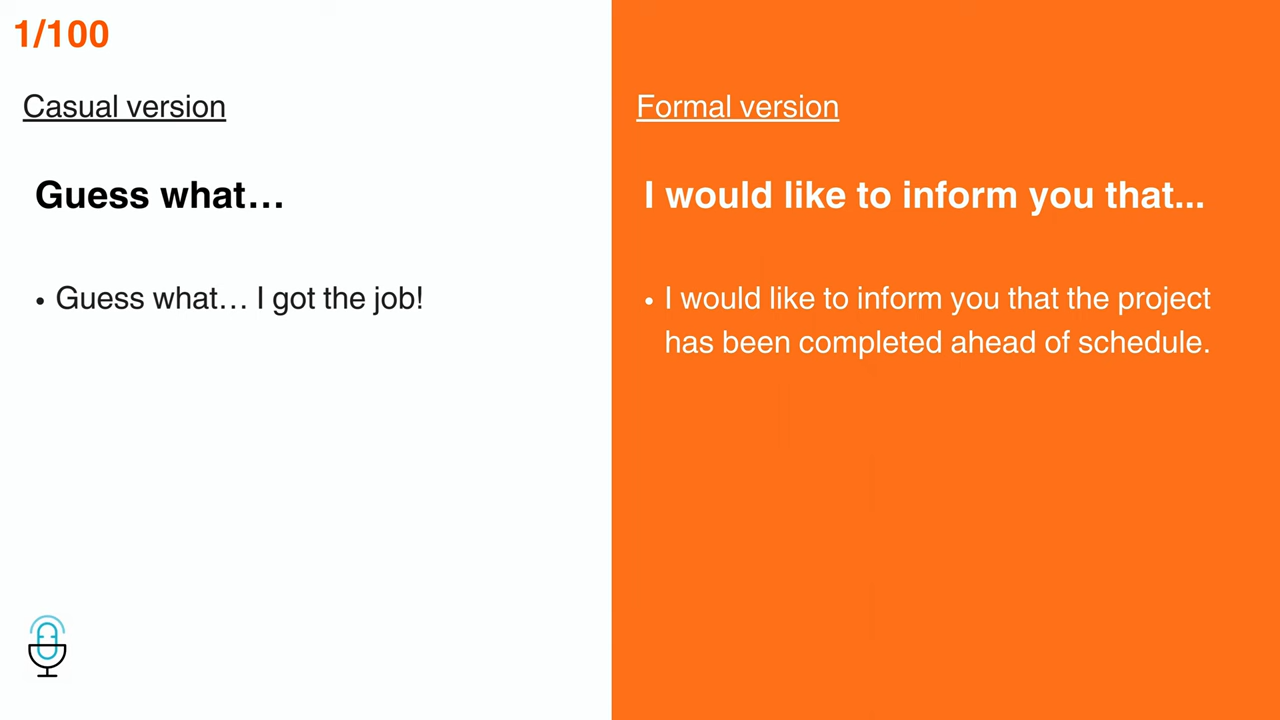 1/100
Casual version
Guess what…
• Guess what… I got the job!
Formal version
I would like to inform you that...
• I would like to inform you that the project
has been completed ahead of schedule.